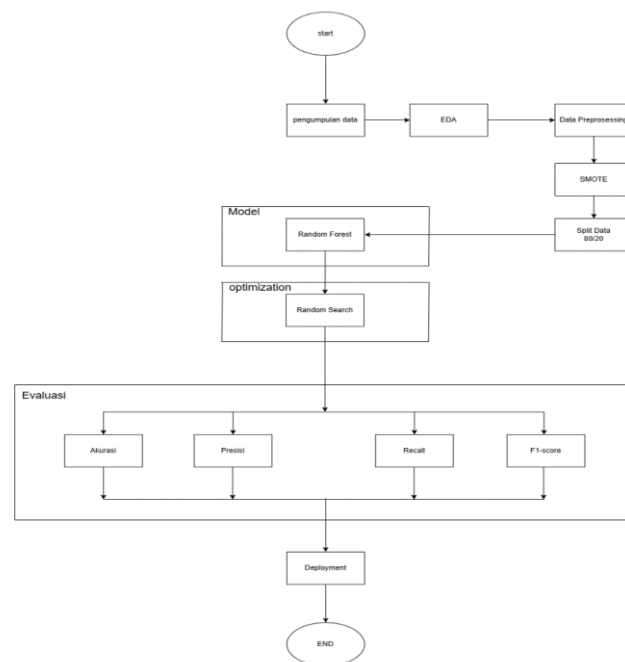 start
pengumpulan data
EDA
Data Preprosessing
SMOTE
Split Data
80/20
Model
Random Forest
optimization
Random Search
Evaluasi
Akurasi
Presisi
Recall
F1-score
Deployment
END